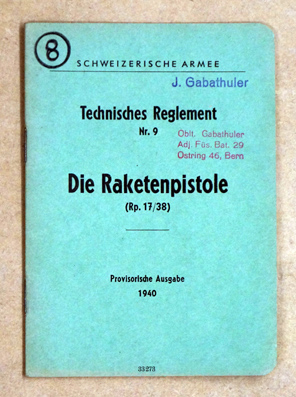 8
SCHWEIZERISCHE ARMEE
J. Gabathuler
Technisches Reglement
Nr. 9
Oblt. Gabathuler
Adj. Füs. Bat. 29
Ostring 46, Bern
Die Raketenpistole
(Rp. 17/38)
Provisorische Ausgabe
1940
33273